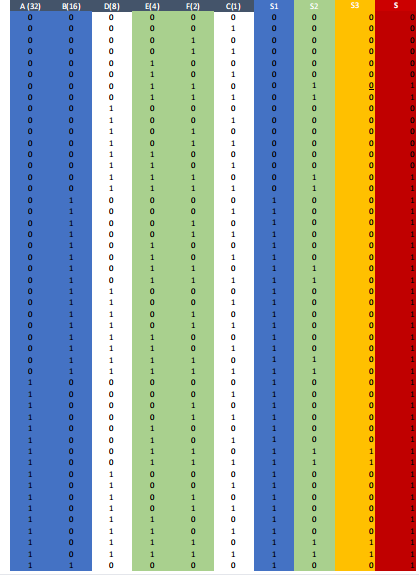 A (32) B(16) D(8) E(4) F(2) C(1) S1 S2 S3 S
0 0 0 0 0 0 0 0 0 0
0 0 0 0 0 1 0 0 0 0
0 0 0 0 1 0 0 0 0 0
0 0 0 0 1 1 0 0 0 0
0 0 0 1 0 0 0 0 0 0
0 0 0 1 0 1 0 0 0 0
0 0 0 1 1 0 0 1 0 1
0 0 0 1 1 1 0 1 0 1
0 0 1 0 0 0 0 0 0 0
0 0 1 0 0 1 0 0 0 0
0 0 1 0 1 0 0 0 0 0
0 0 1 0 1 1 0 0 0 0
0 0 1 1 0 0 0 0 0 0
0 0 1 1 0 1 0 0 0 0
0 0 1 1 1 0 0 1 0 1
0 0 1 1 1 1 0 1 0 1
0 1 0 0 0 0 1 0 0 1
0 1 0 0 0 1 1 0 0 1
0 1 0 0 1 0 1 0 0 1
0 1 0 0 1 1 1 0 0 1
0 1 0 1 0 0 1 0 0 1
0 1 0 1 0 1 1 0 0 1
0 1 0 1 1 0 1 1 0 1
0 1 0 1 1 1 1 1 0 1
0 1 1 0 0 0 1 0 0 1
0 1 1 0 0 1 1 0 0 1
0 1 1 0 1 0 1 0 0 1
0 1 1 0 1 1 1 0 0 1
0 1 1 1 0 0 1 0 0 1
0 1 1 1 0 1 1 0 0 1
0 1 1 1 1 0 1 1 0 1
0 1 1 1 1 1 1 1 0 1
1 0 0 0 0 0 1 0 0 1
1 0 0 0 0 1 1 0 0 1
1 0 0 0 1 0 1 0 0 1
1 0 0 0 1 1 1 0 0 1
1 0 0 1 0 0 1 0 0 1
1 0 0 1 0 1 1 0 0 1
1 0 0 1 1 0 1 1 1 1
1 0 0 1 1 1 1 1 1 1
1 0 1 0 0 0 1 0 0 1
1 0 1 0 0 1 1 0 0 1
1 0 1 0 1 0 1 0 0 1
1 0 1 0 1 1 1 0 0 1
1 0 1 1 0 0 1 0 0 1
1 0 1 1 0 1 1 0 0 1
1 0 1 1 1 0 1 1 1 1
1 0 1 1 1 1 1 1 1 1
1 1 0 0 0 0 1 0 0 1